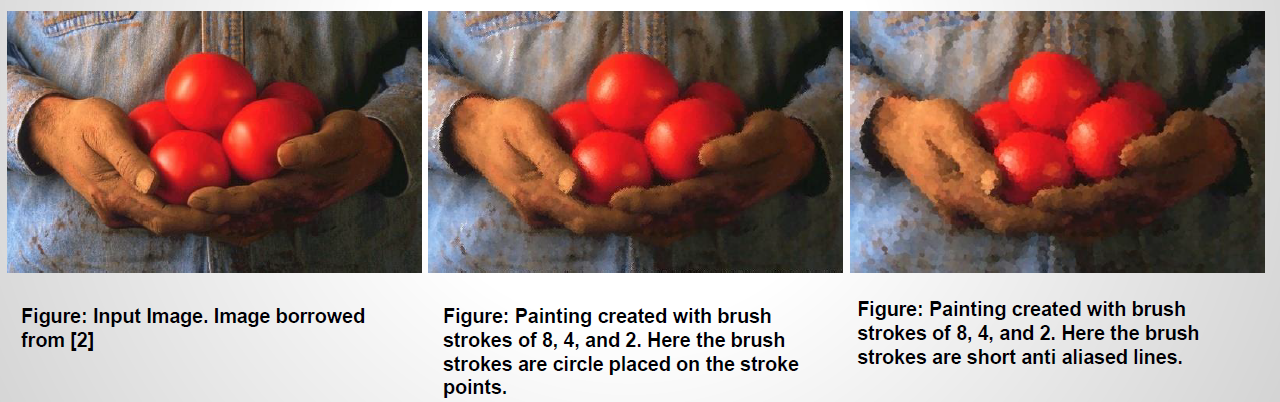 Figure: Input Image. Image borrowed
from [2]
Figure: Painting created with brush
strokes of 8, 4, and 2. Here the brush
strokes are circle placed on the stroke
points.
Figure: Painting created with brush
strokes of 8, 4, and 2. Here the brush
strokes are short anti aliased lines.